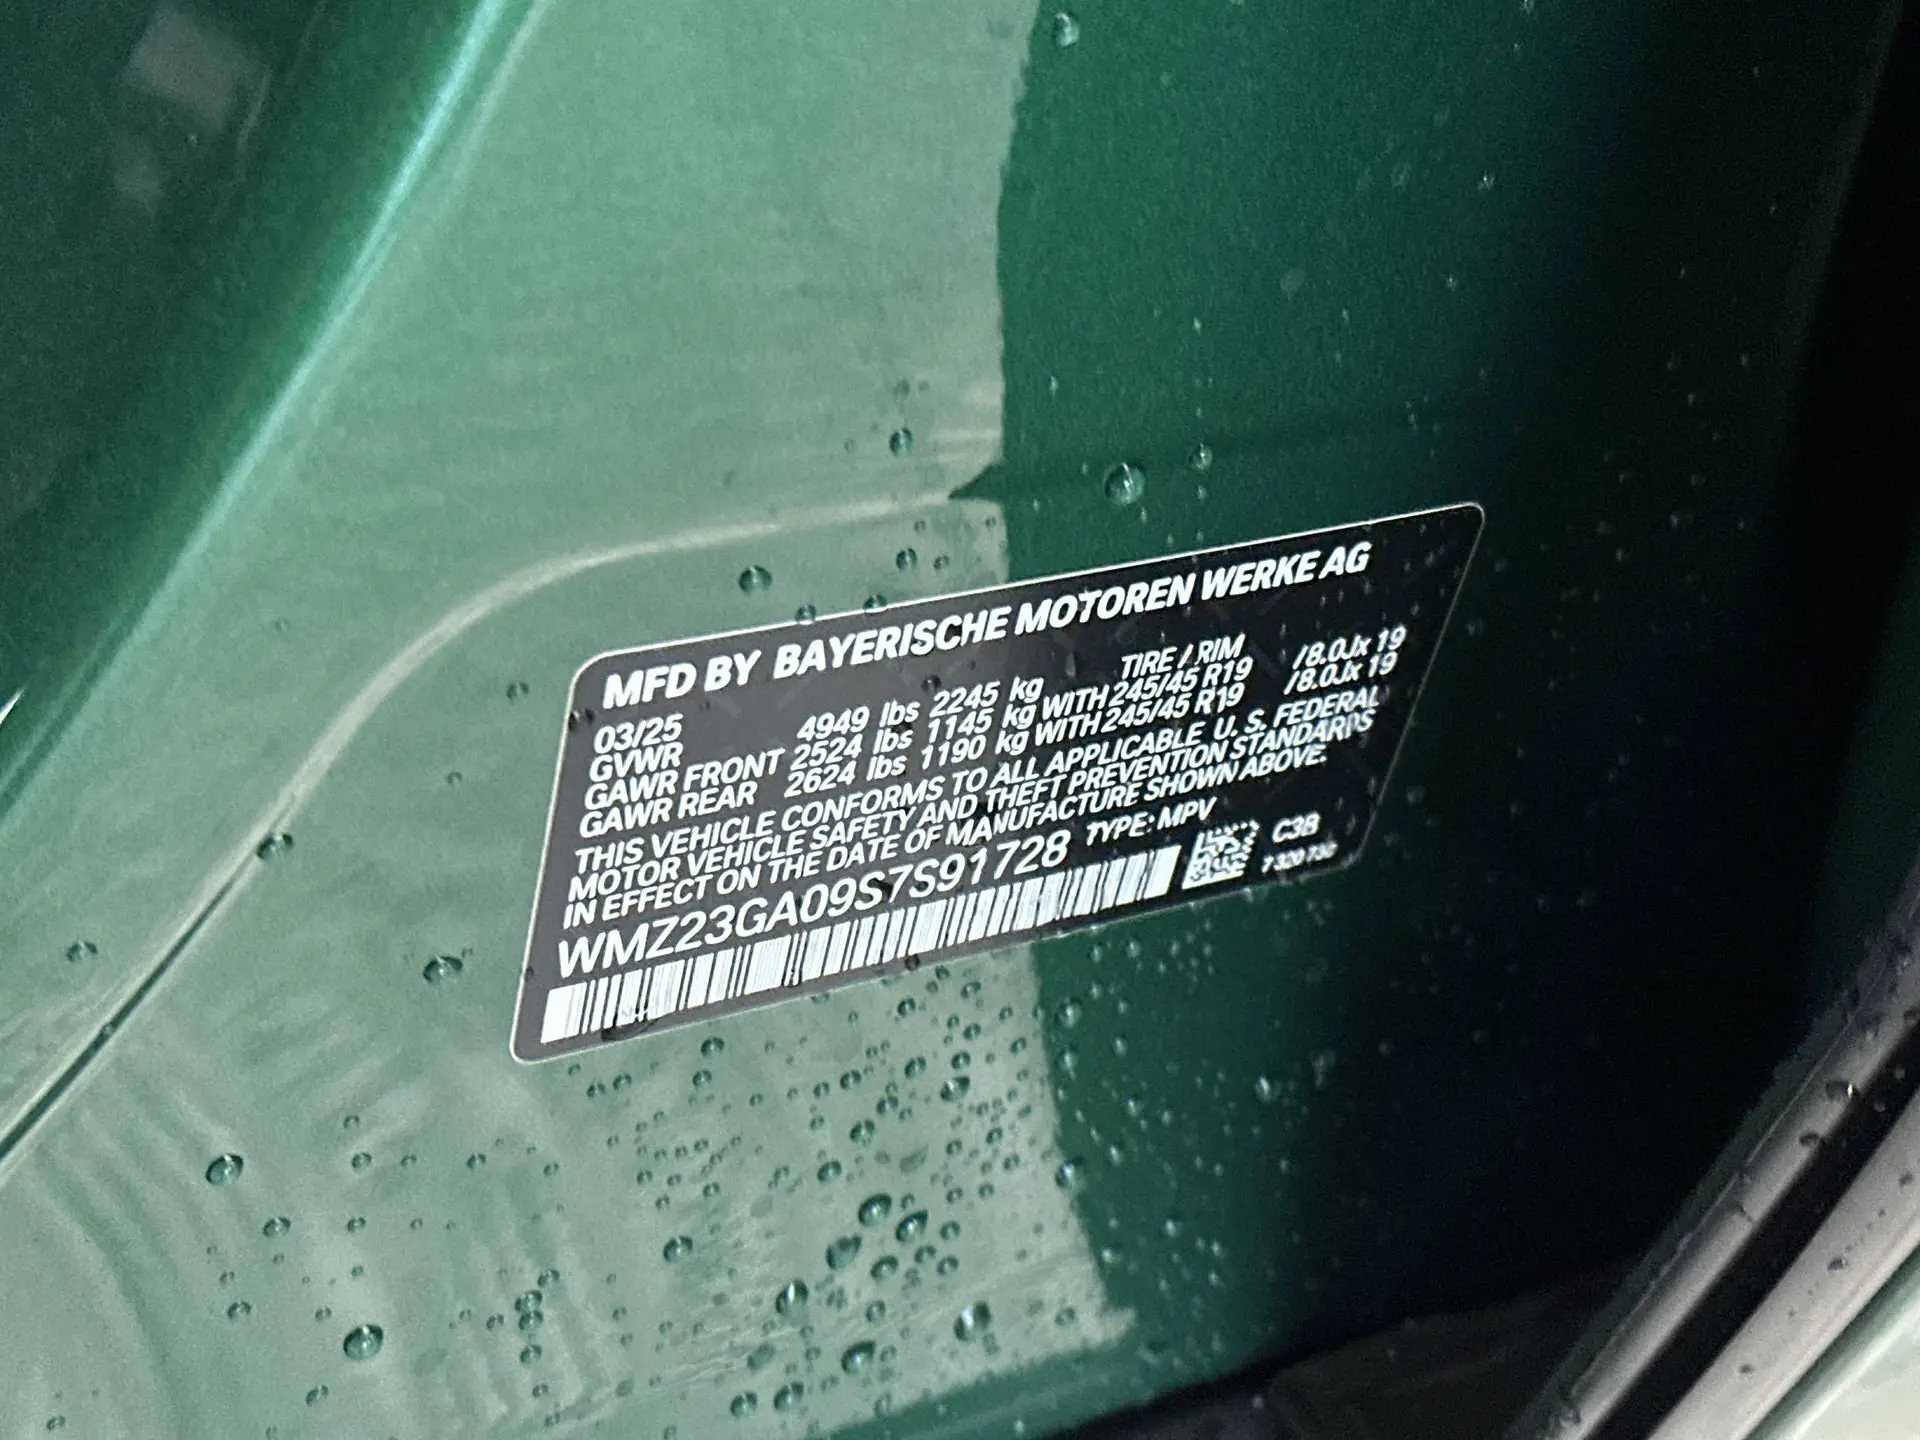 MFD BY BAYERISCHE MOTOREN WERKE AG
03/25 TIRE / RIM
GVWR 4949 lbs 2245 kg
GAWR FRONT 2524 lbs 1145 kg WITH 245/45 R19 /8.0Jx 19
GAWR REAR 2624 lbs 1190 kg WITH 245/45 R19 /8.0Jx 19
THIS VEHICLE CONFORMS TO ALL APPLICABLE U. S. FEDERAL
MOTOR VEHICLE SAFETY AND THEFT PREVENTION STANDARDS
IN EFFECT ON THE DATE OF MANUFACTURE SHOWN ABOVE.
WMZ23GA09S7S91728 TYPE: MPV
C3B
7 320